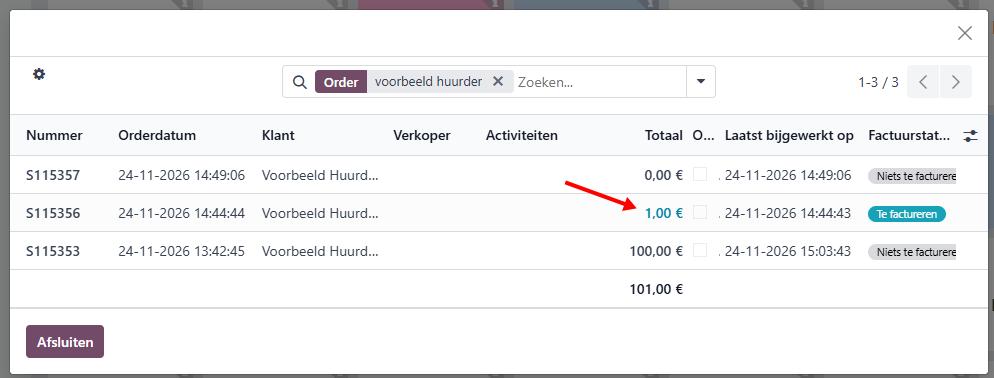 Order voorbeeld huurder Zoeken...
1-3 / 3
Nummer Orderdatum Klant Verkoper Activiteiten Totaal O... Laatst bijgewerkt op Factuurstat...
S115357 24-11-2026 14:49:06 Voorbeeld Huurd... 0,00 € . 24-11-2026 14:49:06 Niets te facturere
S115356 24-11-2026 14:44:44 Voorbeeld Huurd... 1,00 € . 24-11-2026 14:44:43 Te factureren
S115353 24-11-2026 13:42:45 Voorbeeld Huurd... 100,00 € . 24-11-2026 15:03:43 Niets te facturere
101,00 €
Afsluiten